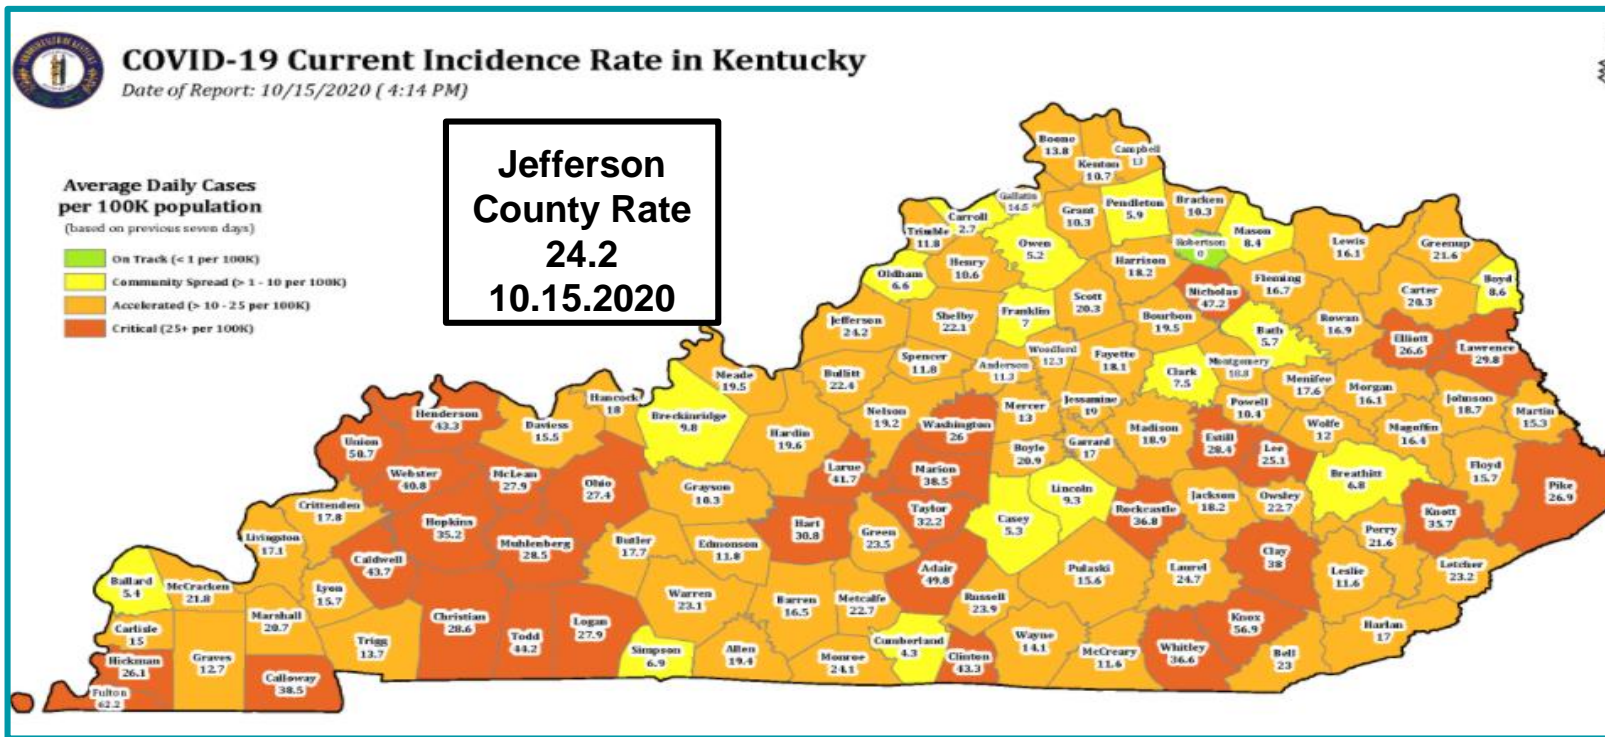 COVID-19 Current Incidence Rate in Kentucky
Date of Report: 10/15/2020 ( 4:14 PM)
Jefferson
County Rate
24.2
10.15.2020
Average Daily Cases
per 100K population
(based on previous seven days)
On Track (< 1 per 100K)
Community Spread (> 1 - 10 per 100K)
Accelerated (> 10 - 25 per 100K)
Critical (25+ per 100K)
Boone
13.8
Campbell
13
Kenton
10.7
Gallatin
14.5
Grant
10.3
Pendleton
5.9
Bracken
10.3
Carroll
2.7
Trimble
11.8
Owen
5.2
Robertson
0
Mason
8.4
Lewis
16.1
Greenup
21.6
Henry
18.6
Harrison
18.2
Oldham
6.6
Nicholas
47.2
Fleming
16.7
Carter
20.3
Boyd
8.6
Jefferson
24.2
Shelby
22.1
Franklin
7
Scott
20.3
Bourbon
19.5
Bath
5.7
Rowan
16.9
Elliott
26.6
Lawrence
29.8
Spencer
11.8
Anderson
11.3
Woodford
12.3
Fayette
18.1
Clark
7.5
Montgomery
18.8
Menifee
17.6
Morgan
16.1
Johnson
18.7
Martin
15.3
Meade
19.5
Bullitt
22.4
Hancock
18
Breckinridge
9.8
Nelson
19.2
Washington
26
Mercer
13
Jessamine
19
Powell
10.4
Wolfe
12
Magoffin
16.4
Henderson
43.3
Daviess
15.5
Hardin
19.6
Boyle
20.9
Garrard
17
Madison
18.9
Estill
28.4
Lee
25.1
Breathitt
6.8
Floyd
15.7
Pike
26.9
Union
50.7
Webster
40.8
McLean
27.9
Ohio
27.4
Grayson
10.3
Larue
41.7
Marion
38.5
Lincoln
9.3
Rockcastle
36.8
Jackson
18.2
Owsley
22.7
Knott
35.7
Crittenden
17.8
Hopkins
35.2
Muhlenberg
28.5
Butler
17.7
Edmonson
11.8
Hart
30.8
Green
23.5
Taylor
32.2
Casey
5.3
Perry
21.6
Livingston
17.1
Caldwell
43.7
Adair
49.8
Pulaski
15.6
Laurel
24.7
Clay
38
Leslie
11.6
Letcher
23.2
Ballard
5.4
McCracken
21.8
Lyon
15.7
Warren
23.1
Barren
16.5
Metcalfe
22.7
Russell
23.9
Carlisle
15
Marshall
20.7
Trigg
13.7
Christian
28.6
Todd
44.2
Logan
27.9
Simpson
6.9
Allen
19.4
Monroe
24.1
Cumberland
4.3
Clinton
43.3
Wayne
14.1
McCreary
11.6
Whitley
36.6
Knox
56.9
Bell
23
Harlan
17
Hickman
26.1
Fulton
62.2
Graves
12.7
Calloway
38.5